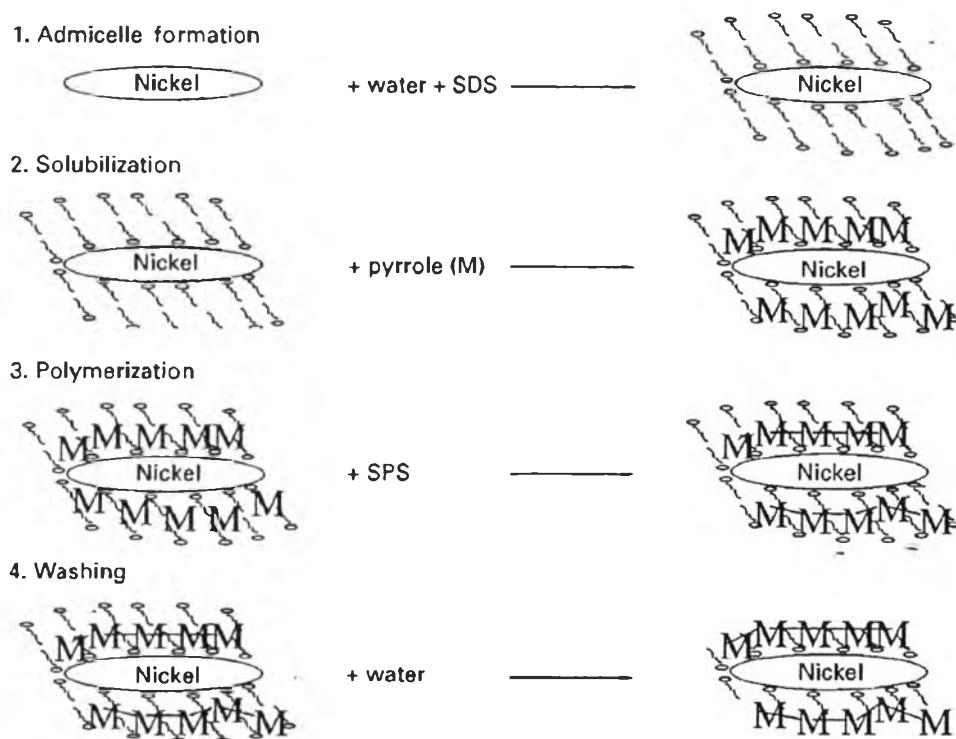 1. Admicelle formation
Nickel + water + SDS Nickel
2. Solubilization
M M M M M
Nickel + pyrrole (M) Nickel
M M M M M
3. Polymerization
M M M M M M M M M M
Nickel + SPS Nickel
M M M M M M M M M M
4. Washing
M M M M M M M M M M
Nickel + water Nickel
M M M M M M M M M M